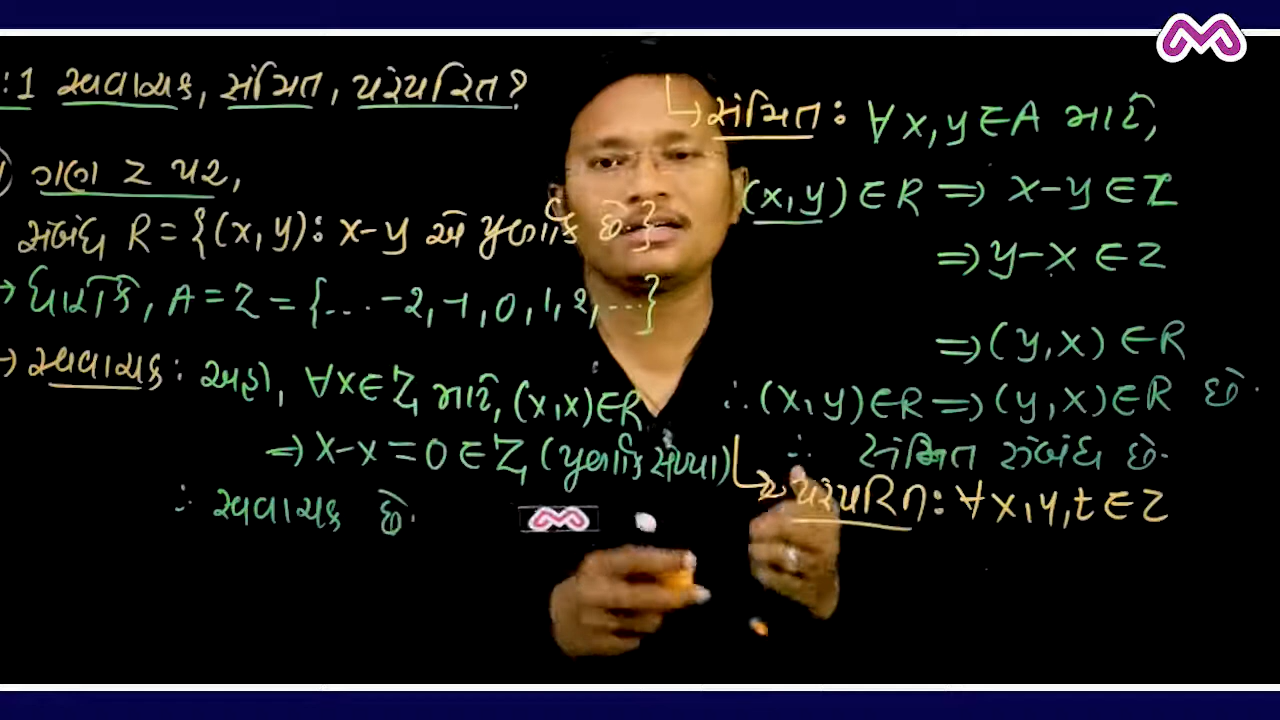 :1 સ્વવાચક, સંમિત, પરંપરિત?
ગણ Z પર,
સંબંધ R = {(x, y): x-y એ પૂર્ણાંક છે.}
→ ધારોકે, A = Z = {... -2, -1, 0, 1, 2, ...}
→ સ્વવાચક : અહીં, ∀x∈Z માટે, (x,x)∈R
⇒ x-x = 0 ∈ Z (પૂર્ણાંક સંખ્યા)
∴ સ્વવાચક છે.
↳ સંમિત : ∀x,y∈A માટે,
(x,y)∈R ⇒ x-y∈Z
⇒ y-x ∈ Z
⇒ (y,x) ∈R
∴ (x,y)∈R ⇒ (y,x)∈R છે.
∴ સંમિત સંબંધ છે.
↳ પરંપરિત : ∀x,y,t∈Z